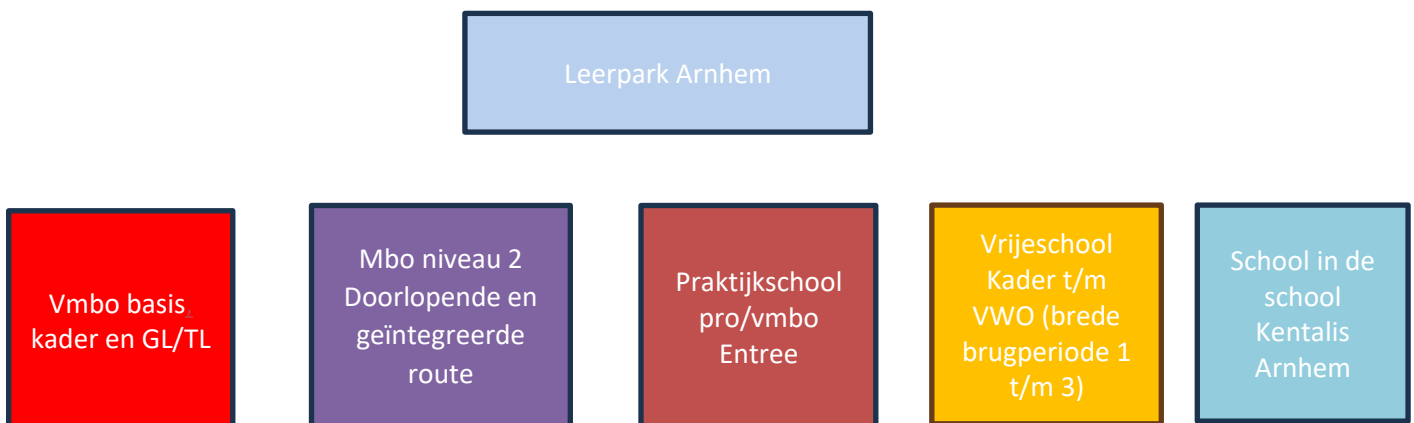 Leerpark Arnhem
Vmbo basis,
kader en GL/TL
Mbo niveau 2
Doorlopende en
geïntegreerde
route
Praktijkschool
pro/vmbo
Entree
Vrijeschool
Kader t/m
VWO (brede
brugperiode 1
t/m 3)
School in de
school
Kentalis
Arnhem